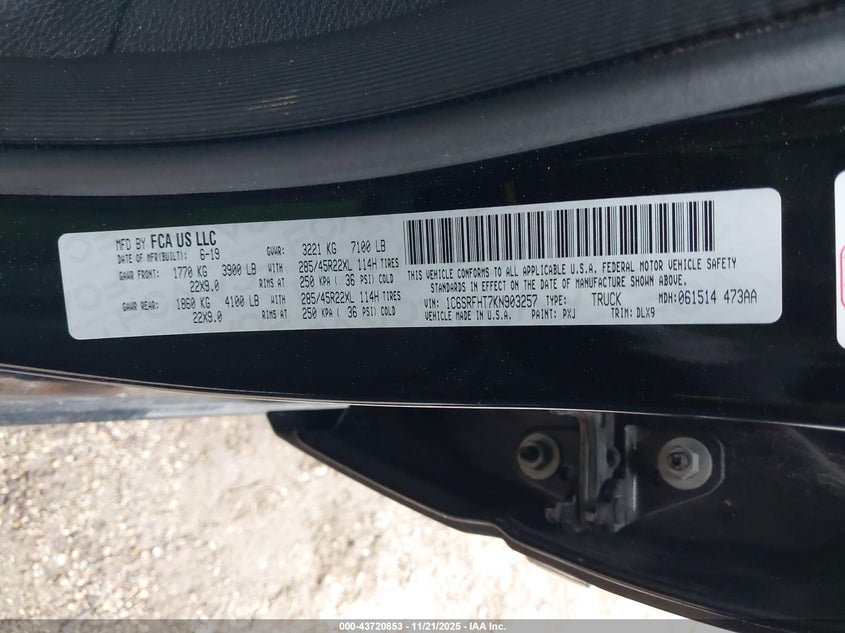 MFD BY FCA US LLC
DATE OF MFR(BUILT): 6-19 GVWR: 3221 KG 7100 LB
GAWR FRONT: 1770 KG 3900 LB WITH 285/45R22XL 114H TIRES
22X9.0 RIMS AT 250 KPA ( 36 PSI) COLD
GAWR REAR: 1860 KG 4100 LB WITH 285/45R22XL 114H TIRES
22X9.0 RIMS AT 250 KPA ( 36 PSI) COLD
THIS VEHICLE CONFORMS TO ALL APPLICABLE U.S.A. FEDERAL MOTOR VEHICLE SAFETY
STANDARDS IN EFFECT ON THE DATE OF MANUFACTURE SHOWN ABOVE.
VIN: 1C6SRFHT7KN903257 TYPE: TRUCK MDH: 061514 473AA
VEHICLE MADE IN U.S.A. PAINT: PXJ TRIM: DLX9
000-43720853 - 11/21/2025 - IAA Inc.